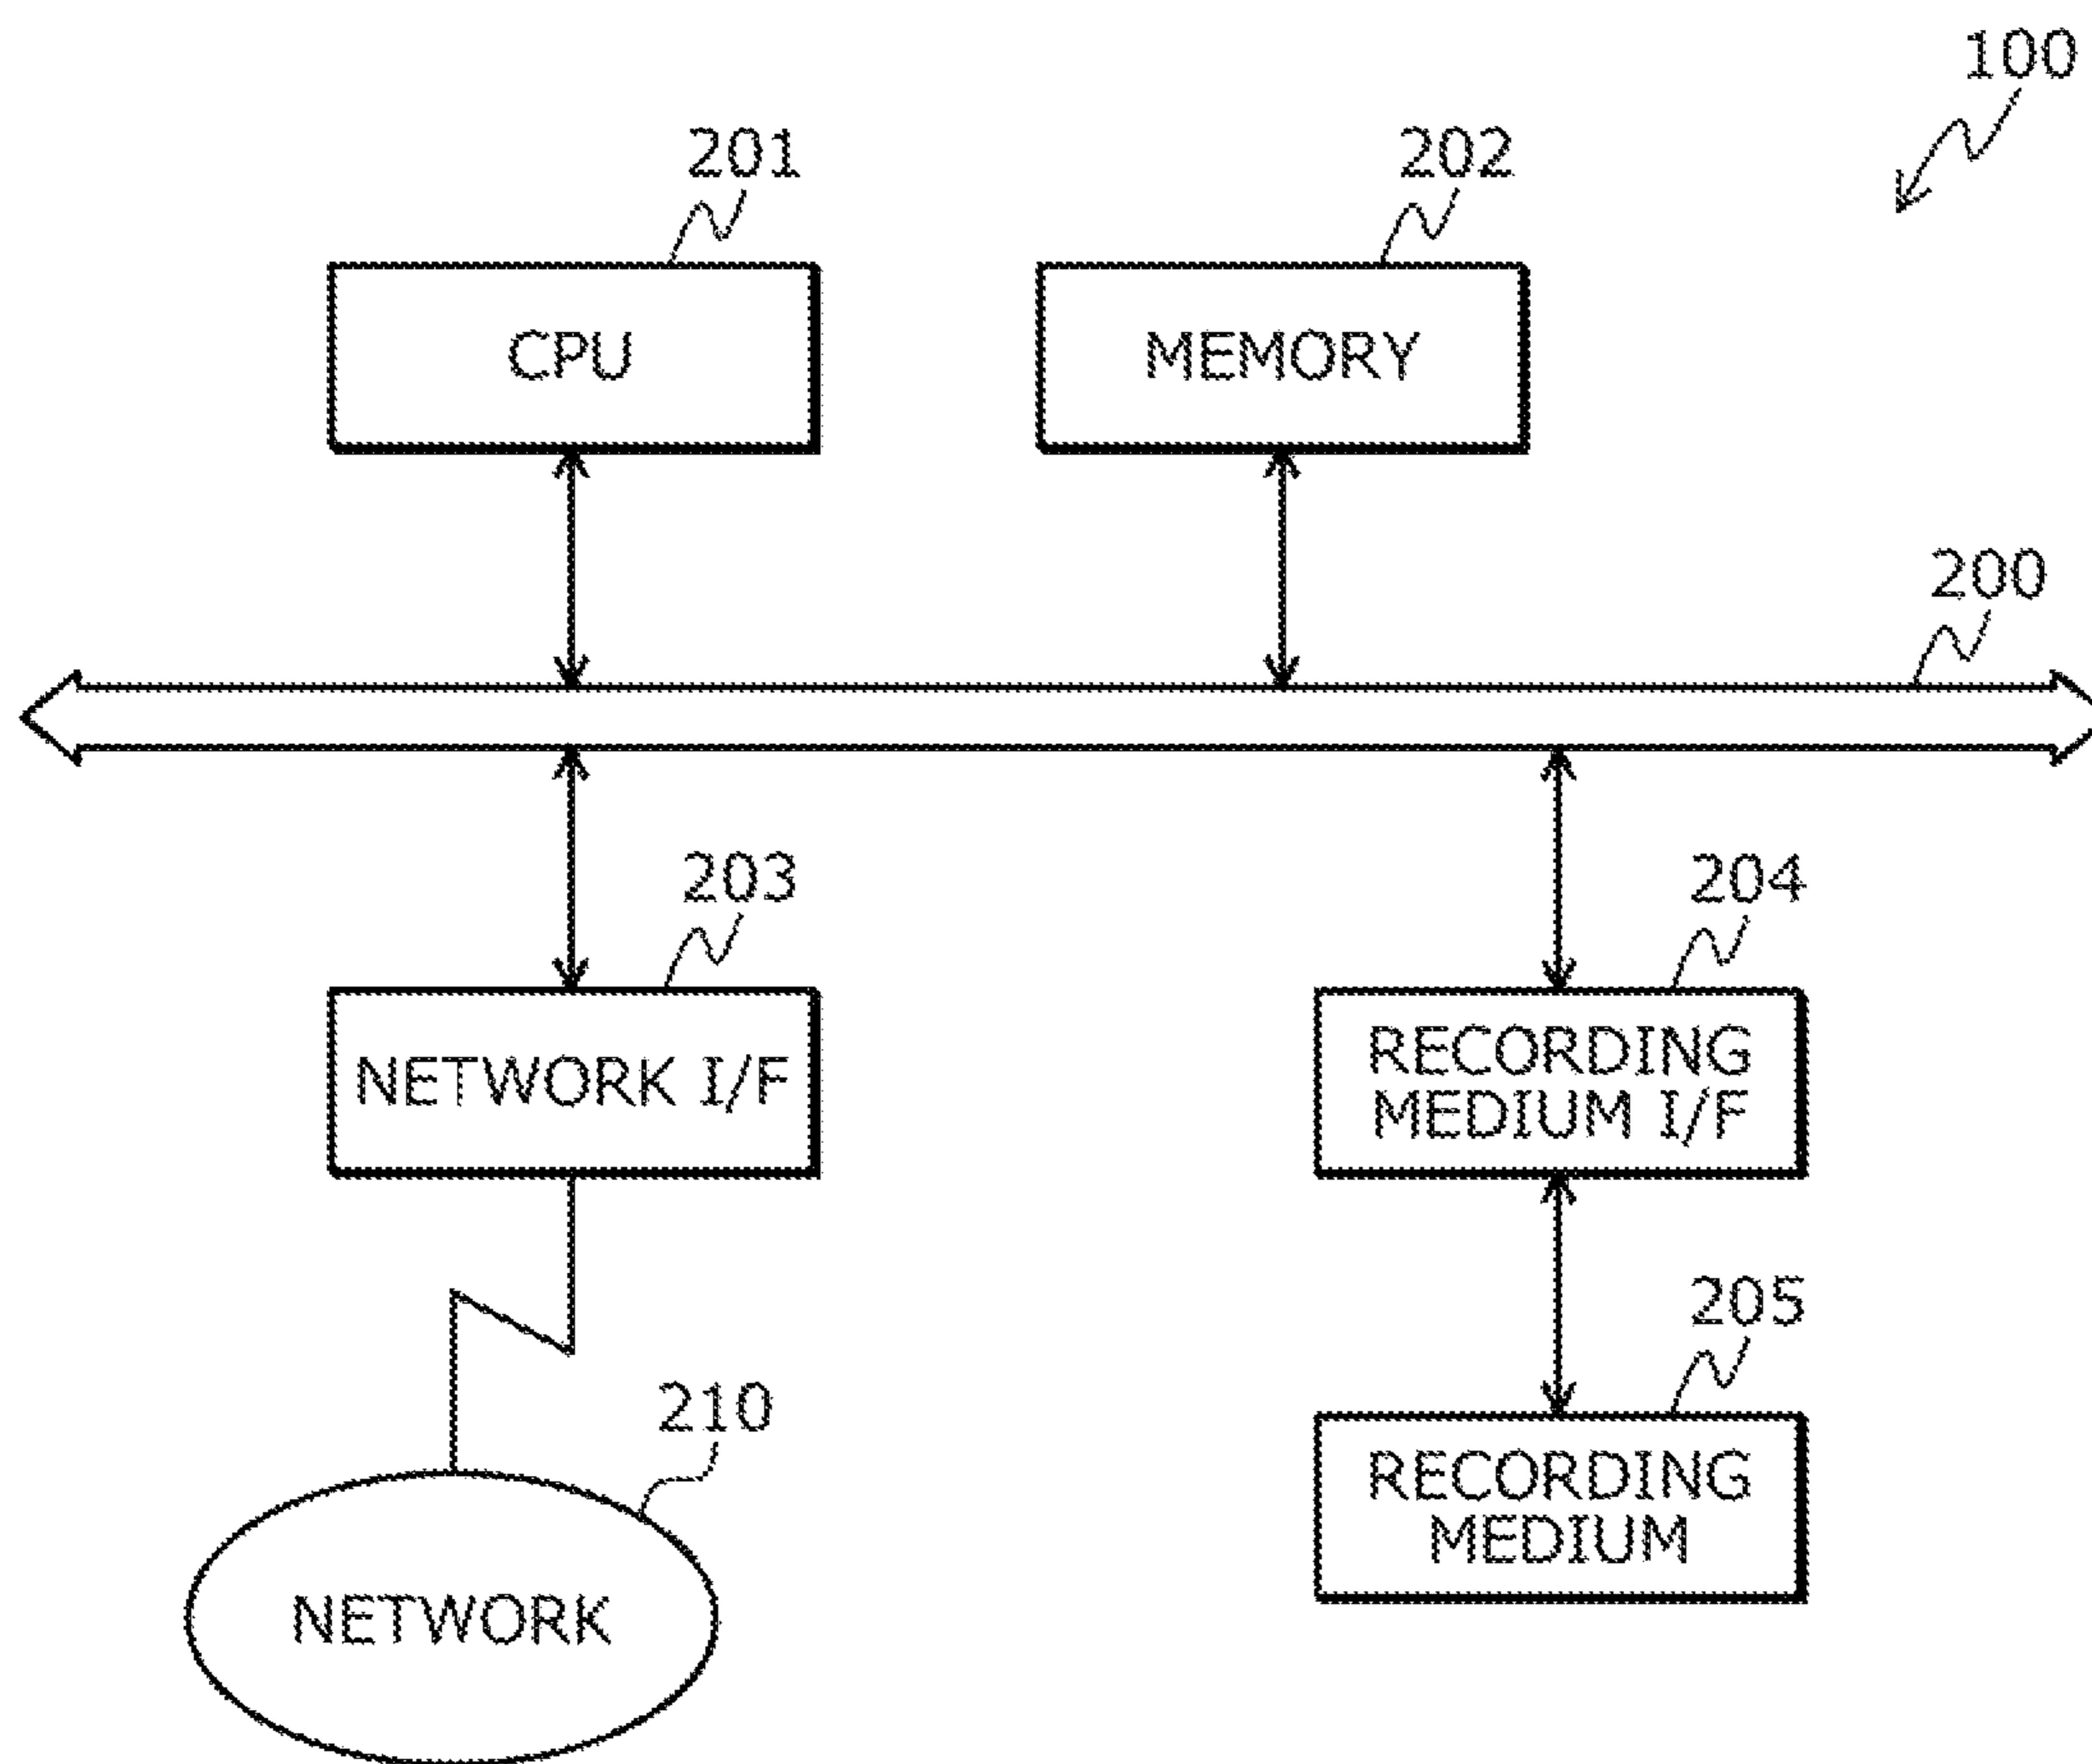 100
201
202
CPU
MEMORY
200
203
204
NETWORK I/F
RECORDING
MEDIUM I/F
205
210
RECORDING
MEDIUM
NETWORK